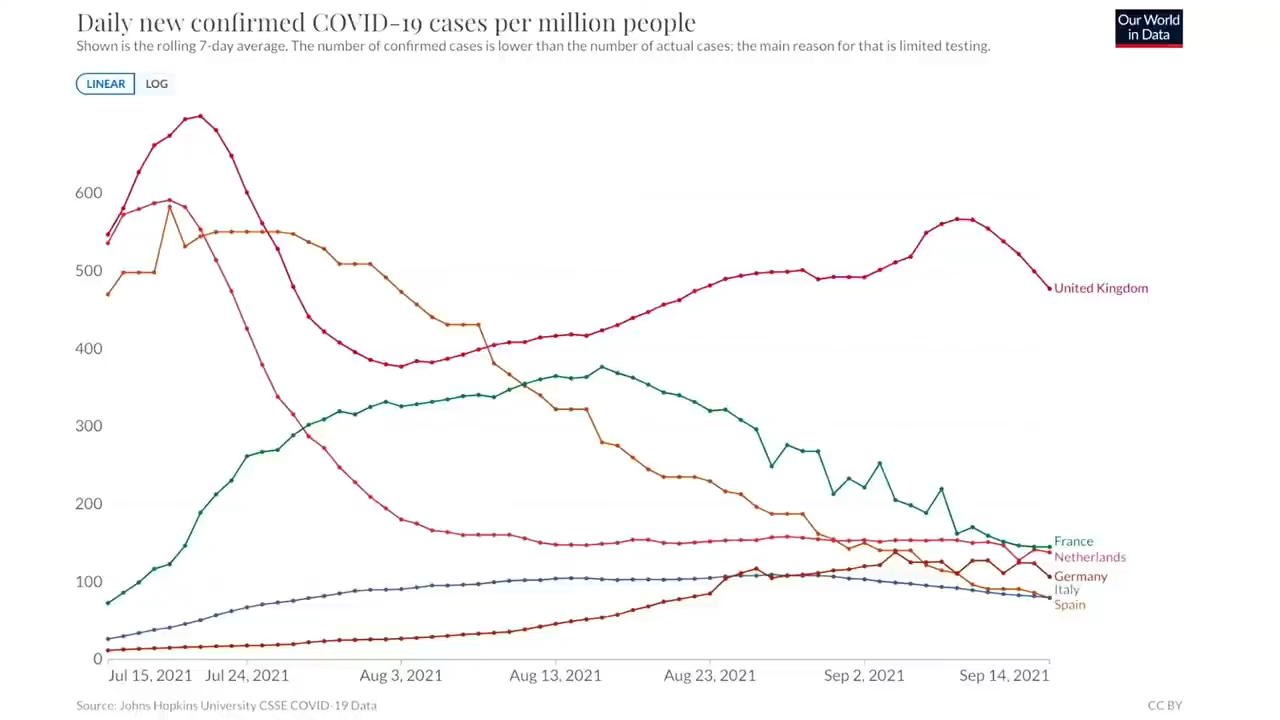 Daily new confirmed COVID-19 cases per million people
Our World
in Data
Shown is the rolling 7-day average. The number of confirmed cases is lower than the number of actual cases; the main reason for that is limited testing.
LINEAR LOG
600
500
United Kingdom
400
300
200
France
Netherlands
100
Germany
Italy
Spain
0
Jul 15, 2021 Jul 24, 2021 Aug 3, 2021 Aug 13, 2021 Aug 23, 2021 Sep 2, 2021 Sep 14, 2021
Source: Johns Hopkins University CSSE COVID-19 Data CC BY